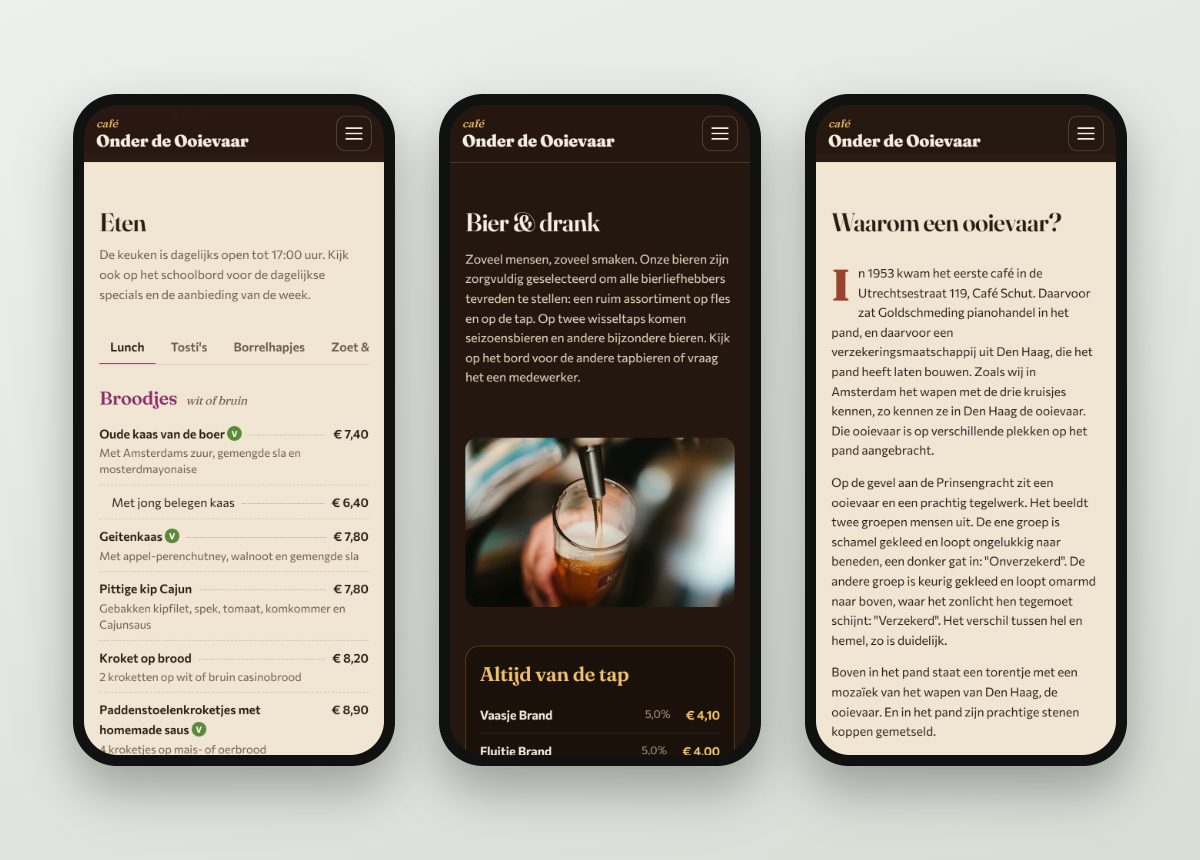 café
Onder de Ooievaar
Eten
De keuken is dagelijks open tot 17:00 uur. Kijk
ook op het schoolbord voor de dagelijkse
specials en de aanbieding van de week.
Lunch Tosti's Borrelhapjes Zoet &
Broodjes wit of bruin
Oude kaas van de boer V € 7,40
Met Amsterdams zuur, gemengde sla en
mosterdmayonaise
Met jong belegen kaas € 6,40
Geitenkaas V € 7,80
Met appel-perenchutney, walnoot en gemengde sla
Pittige kip Cajun € 7,80
Gebakken kipfilet, spek, tomaat, komkommer en
Cajunsaus
Kroket op brood € 8,20
2 kroketten op wit of bruin casinobrood
Paddenstoelenkroketjes met € 8,90
homemade saus V
4 kroketjes op mais- of oerbrood
café
Onder de Ooievaar
Bier & drank
Zoveel mensen, zoveel smaken. Onze bieren zijn
zorgvuldig geselecteerd om alle bierliefhebbers
tevreden te stellen: een ruim assortiment op fles
en op de tap. Op twee wisseltaps komen
seizoensbieren en andere bijzondere bieren. Kijk
op het bord voor de andere tapbieren of vraag
het een medewerker.
Altijd van de tap
Vaasje Brand 5,0% € 4,10
Fluitje Brand 5,0% € 4,00
café
Onder de Ooievaar
Waarom een ooievaar?
In 1953 kwam het eerste café in de
Utrechtsestraat 119, Café Schut. Daarvoor
zat Goldschmeding pianohandel in het
pand, en daarvoor een
verzekeringsmaatschappij uit Den Haag, die het
pand heeft laten bouwen. Zoals wij in
Amsterdam het wapen met de drie kruisjes
kennen, zo kennen ze in Den Haag de ooievaar.
Die ooievaar is op verschillende plekken op het
pand aangebracht.
Op de gevel aan de Prinsengracht zit een
ooievaar en een prachtig tegelwerk. Het beeldt
twee groepen mensen uit. De ene groep is
schamel gekleed en loopt ongelukkig naar
beneden, een donker gat in: "Onverzekerd". De
andere groep is keurig gekleed en loopt omarmd
naar boven, waar het zonlicht hen tegemoet
schijnt: "Verzekerd". Het verschil tussen hel en
hemel, zo is duidelijk.
Boven in het pand staat een torentje met een
mozaïek van het wapen van Den Haag, de
ooievaar. En in het pand zijn prachtige stenen
koppen gemetseld.